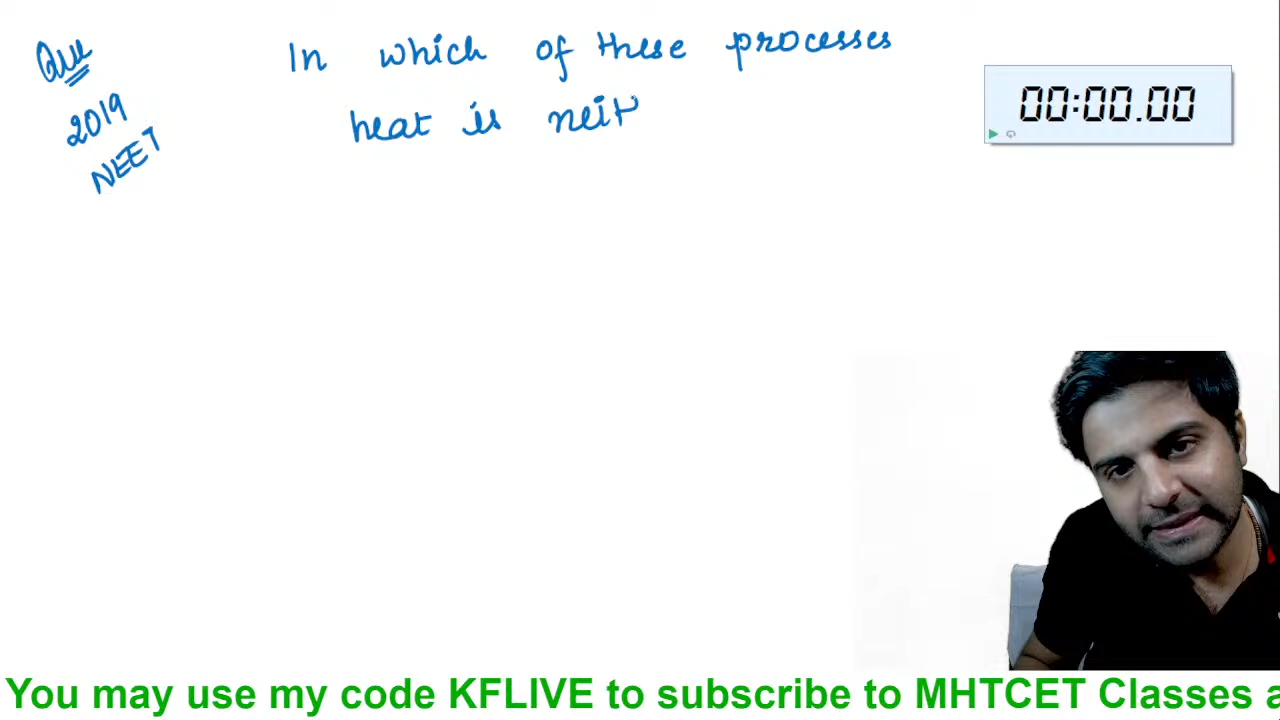 Que
2019
NEET
In which of these processes
heat is neit
00:00.00
You may use my code KFLIVE to subscribe to MHTCET Classes a